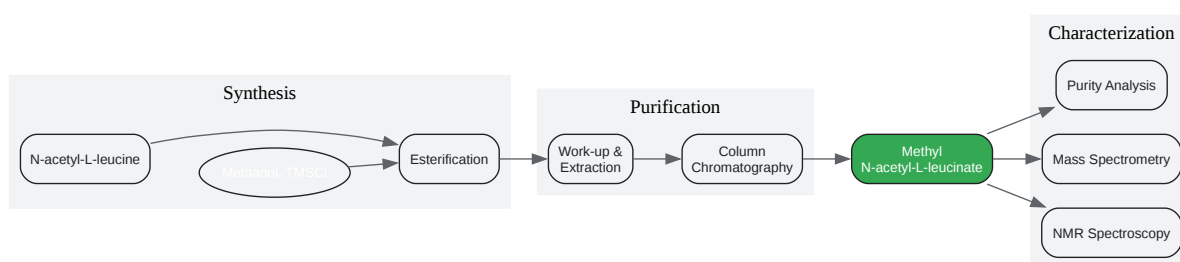 Synthesis
N-acetyl-L-leucine
Methanol, TMSCl
Esterification
Purification
Work-up &
Extraction
Column
Chromatography
Methyl
N-acetyl-L-leucinate
Characterization
Purity Analysis
Mass Spectrometry
NMR Spectroscopy